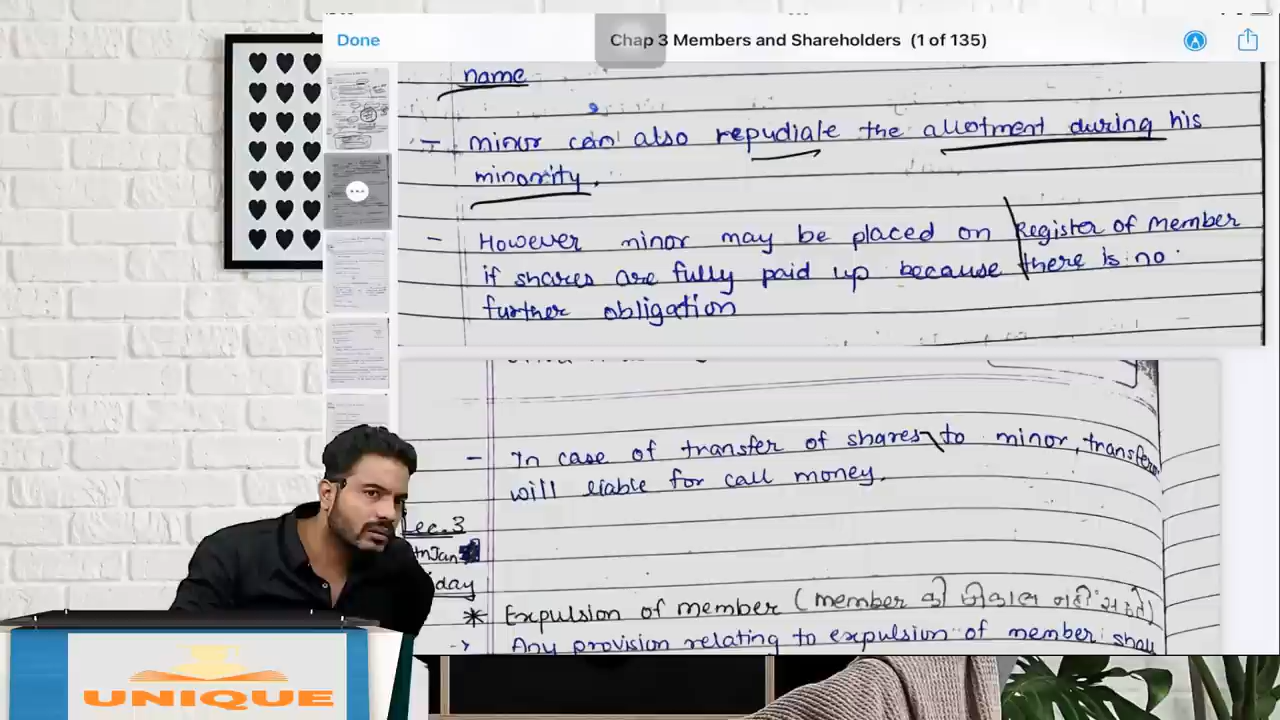 Done
Chap 3 Members and Shareholders (1 of 135)
name
- minor can also repudiate the allotment during his
minority.
- However minor may be placed on Register of Member
if shares are fully paid up because there is no
further obligation
- In case of transfer of shares to minor, transferor
will liable for call money.
Lec. 3
Jan
day
* Expulsion of member (member को निकाल नहीं सकते)
Any provision relating to expulsion of member shall
UNIQUE